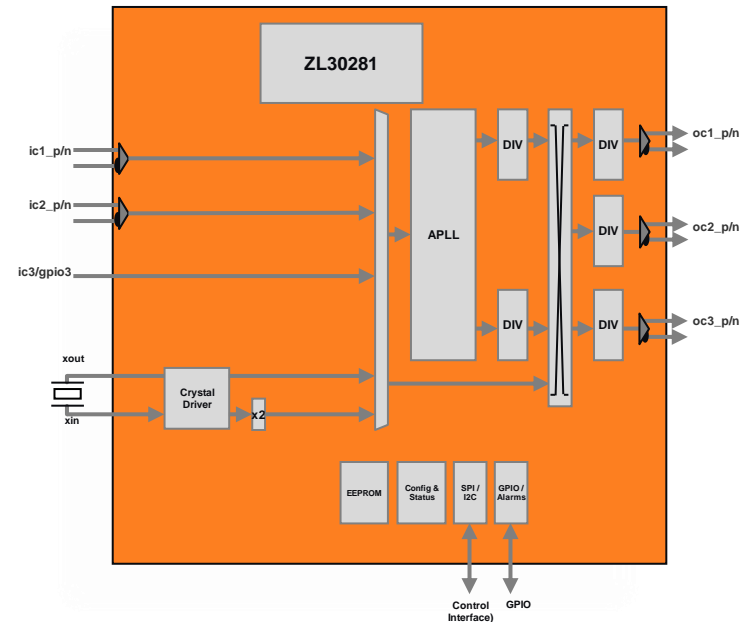 ZL30281
ic1_p/n
ic2_p/n
ic3/gpio3
xout
xin
Crystal
Driver
x2
APLL
DIV
DIV
DIV
DIV
DIV
oc1_p/n
oc2_p/n
oc3_p/n
EEPROM
Config &
Status
SPI /
I2C
GPIO /
Alarms
Control
Interface)
GPIO